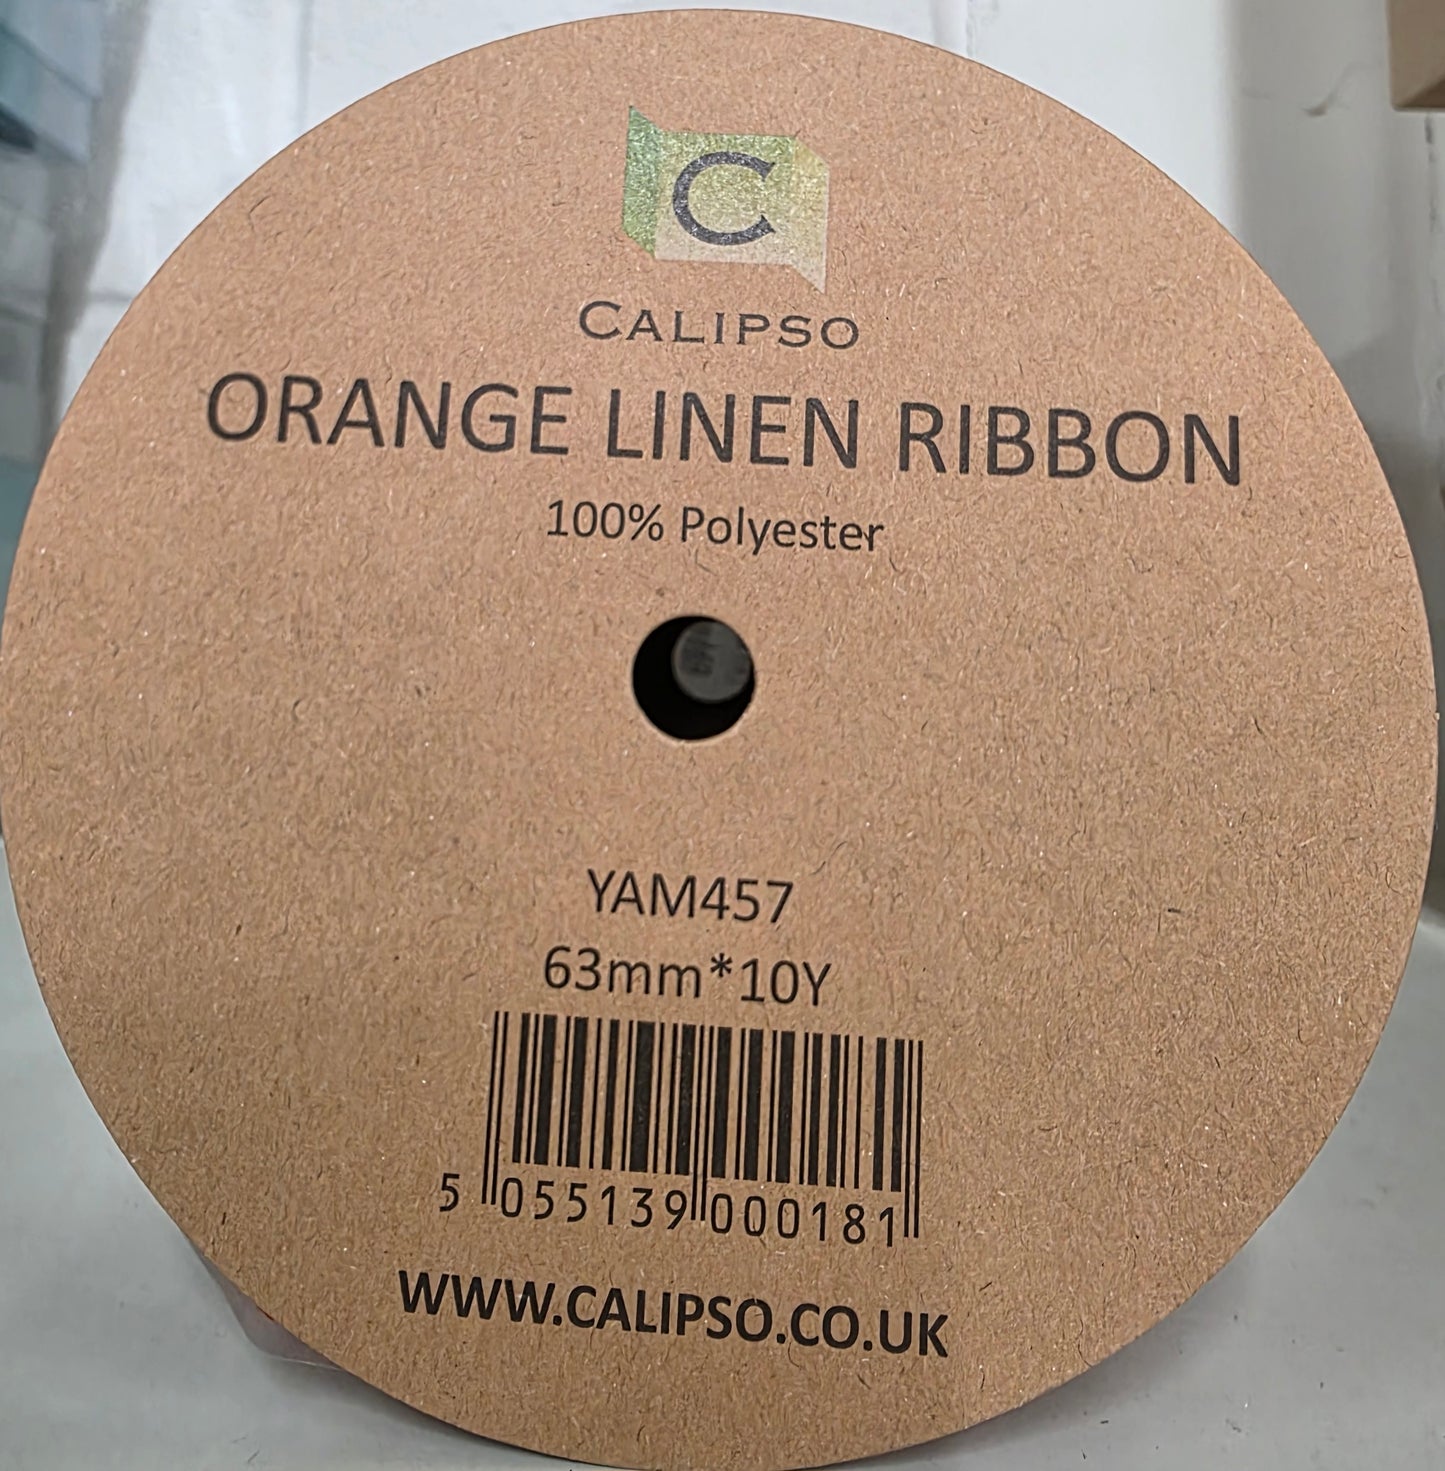 C
CALIPSO
ORANGE LINEN RIBBON
100% Polyester
YAM457
63mm*10Y
5 055139 000181
WWW.CALIPSO.CO.UK